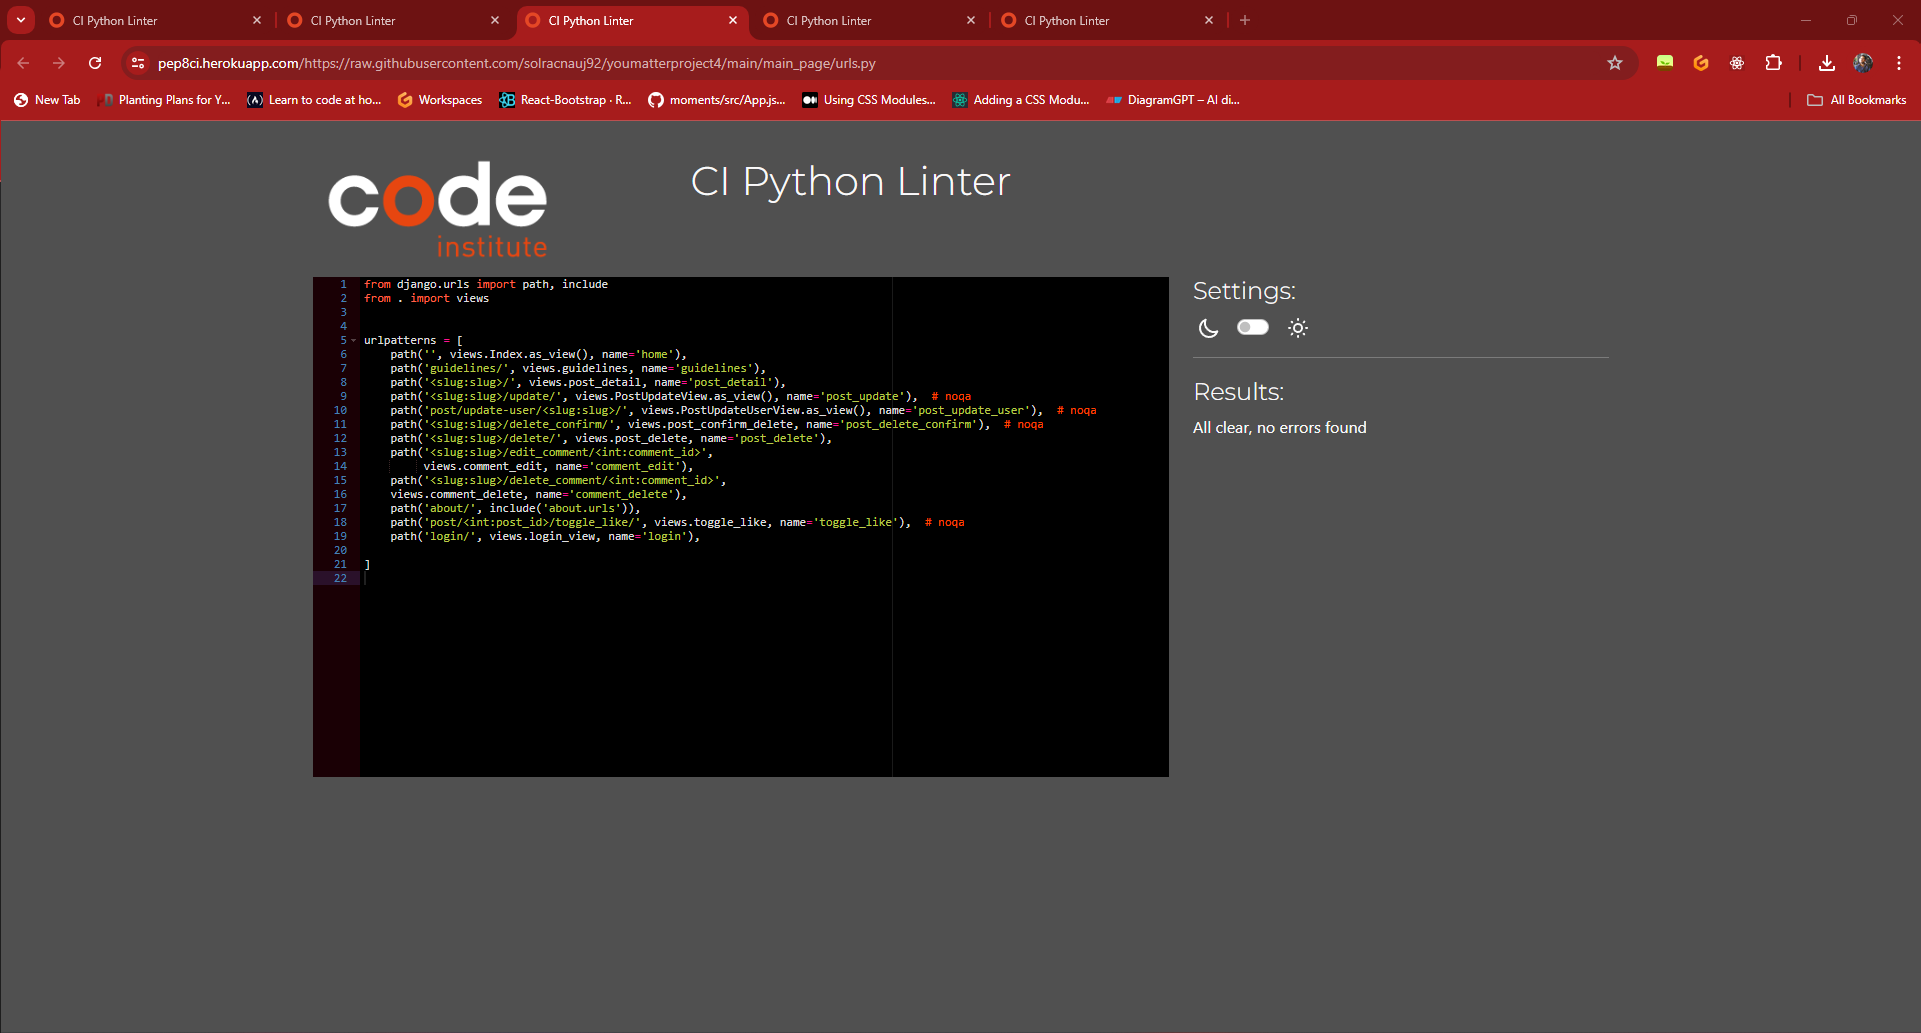 CI Python Linter
CI Python Linter
CI Python Linter
CI Python Linter
CI Python Linter
pep8ci.herokuapp.com/https://raw.githubusercontent.com/solracnauj92/youmatterproject4/main/main_page/urls.py
New Tab
Planting Plans for Y...
Learn to code at ho...
Workspaces
React-Bootstrap · R...
moments/src/App.js...
Using CSS Modules...
Adding a CSS Modu...
DiagramGPT – AI di...
All Bookmarks
code
institute
CI Python Linter
1 from django.urls import path, include
2 from . import views
3
4
5 urlpatterns = [
6     path('', views.Index.as_view(), name='home'),
7     path('guidelines/', views.guidelines, name='guidelines'),
8     path('<slug:slug>/', views.post_detail, name='post_detail'),
9     path('<slug:slug>/update/', views.PostUpdateView.as_view(), name='post_update'),  # noqa
10     path('post/update-user/<slug:slug>/', views.PostUpdateUserView.as_view(), name='post_update_user'),  # noqa
11     path('<slug:slug>/delete_confirm/', views.post_confirm_delete, name='post_delete_confirm'),  # noqa
12     path('<slug:slug>/delete/', views.post_delete, name='post_delete'),
13     path('<slug:slug>/edit_comment/<int:comment_id>',
14          views.comment_edit, name='comment_edit'),
15     path('<slug:slug>/delete_comment/<int:comment_id>',
16     views.comment_delete, name='comment_delete'),
17     path('about/', include('about.urls')),
18     path('post/<int:post_id>/toggle_like/', views.toggle_like, name='toggle_like'),  # noqa
19     path('login/', views.login_view, name='login'),
20
21 ]
22
Settings:
Results:
All clear, no errors found